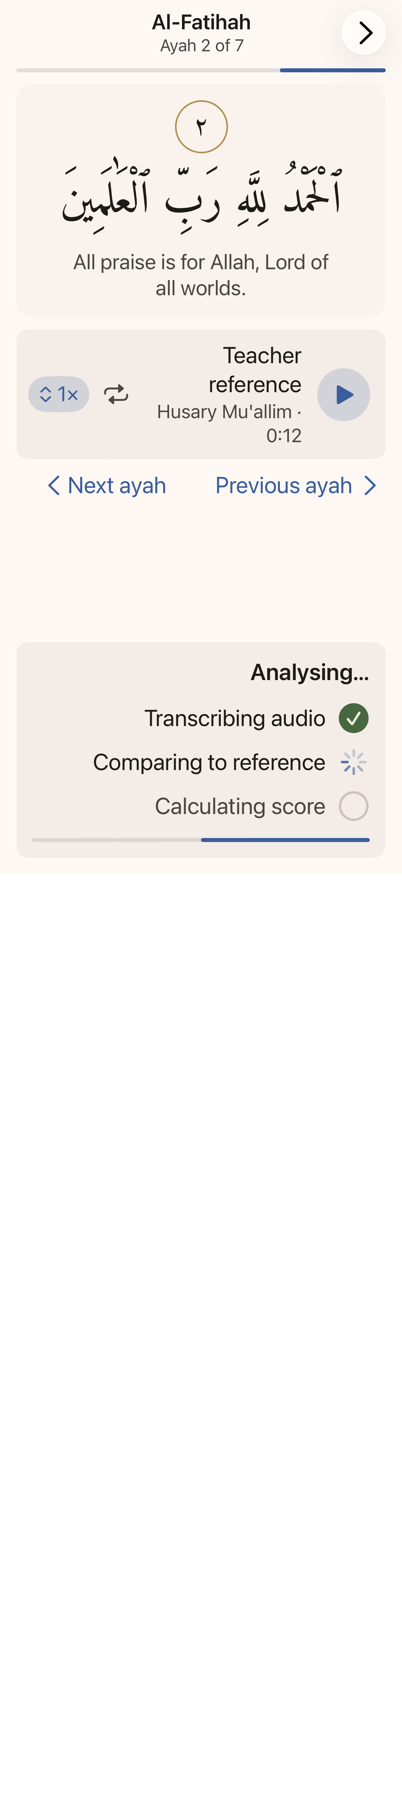 Al-Fatihah
Ayah 2 of 7
٢
ٱلْحَمْدُ لِلَّهِ رَبِّ ٱلْعَٰلَمِينَ
All praise is for Allah, Lord of
all worlds.
Teacher
reference
Husary Mu'allim ·
0:12
1×
Previous ayah
Next ayah
Analysing…
Transcribing audio
Comparing to reference
Calculating score